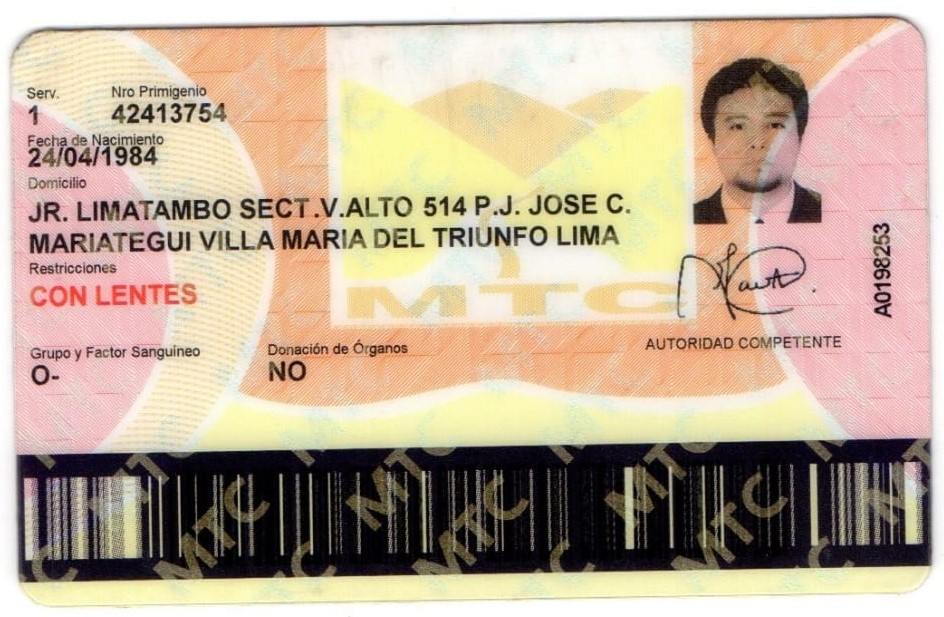 Serv. Nro Primigenio
1 42413754
Fecha de Nacimiento
24/04/1984
Domicilio
JR. LIMATAMBO SECT.V.ALTO 514 P.J. JOSE C.
MARIATEGUI VILLA MARIA DEL TRIUNFO LIMA
Restricciones
CON LENTES
MTC
A0198253
AUTORIDAD COMPETENTE
Grupo y Factor Sanguíneo Donación de Órganos
O- NO
MTC MTC MTC MTC MTC MTC